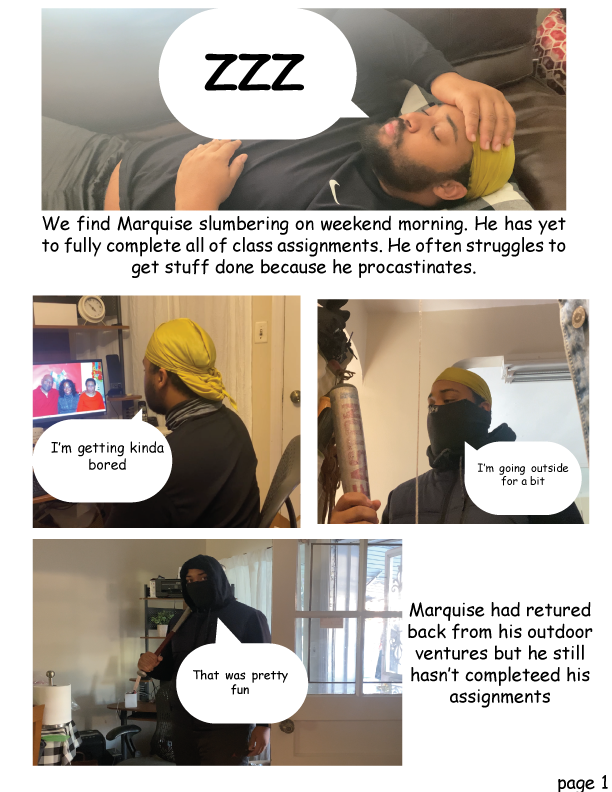 ZZZ
We find Marquise slumbering on weekend morning. He has yet
to fully complete all of class assignments. He often struggles to
get stuff done because he procastinates.
I'm getting kinda
bored
I'm going outside
for a bit
That was pretty
fun
Marquise had retured
back from his outdoor
ventures but he still
hasn't completeed his
assignments
page 1